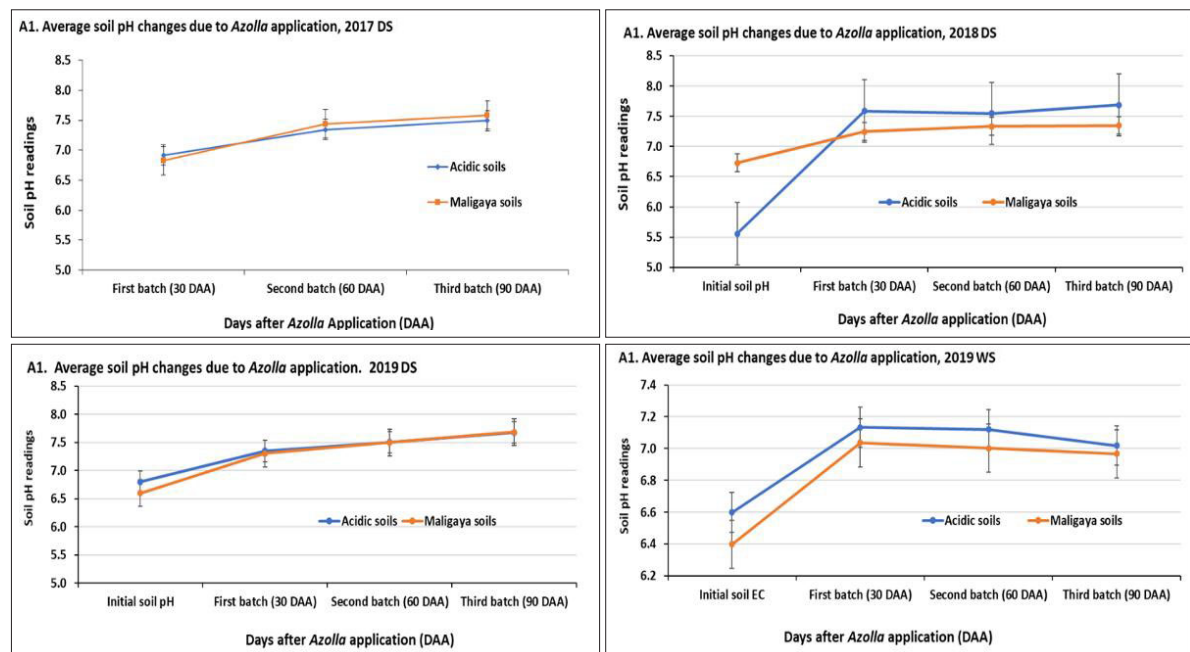 A1. Average soil pH changes due to Azolla application, 2017 DS
8.5
8.0
7.5
7.0
6.5
6.0
5.5
5.0
Soil pH readings
Acidic soils
Maligaya soils
First batch (30 DAA)
Second batch (60 DAA)
Third batch (90 DAA)
Days after Azolla Application (DAA)
A1. Average soil pH changes due to Azolla application, 2018 DS
8.5
8.0
7.5
7.0
6.5
6.0
5.5
5.0
Soil pH readings
Acidic soils
Maligaya soils
Initial soil pH
First batch (30 DAA)
Second batch (60 DAA)
Third batch (90 DAA)
Days after Azolla application (DAA)
A1. Average soil pH changes due to Azolla application. 2019 DS
8.5
8.0
7.5
7.0
6.5
6.0
5.5
5.0
Soil pH readings
Acidic soils
Maligaya soils
Initial soil pH
First batch (30 DAA)
Second batch (60 DAA)
Third batch (90 DAA)
Days after Azolla application (DAA)
A1. Average soil pH changes due to Azolla application, 2019 WS
7.4
7.2
7.0
6.8
6.6
6.4
6.2
Soil pH readings
Acidic soils
Maligaya soils
Initial soil EC
First batch (30 DAA)
Second batch (60 DAA)
Third batch (90 DAA)
Days after Azolla application (DAA)